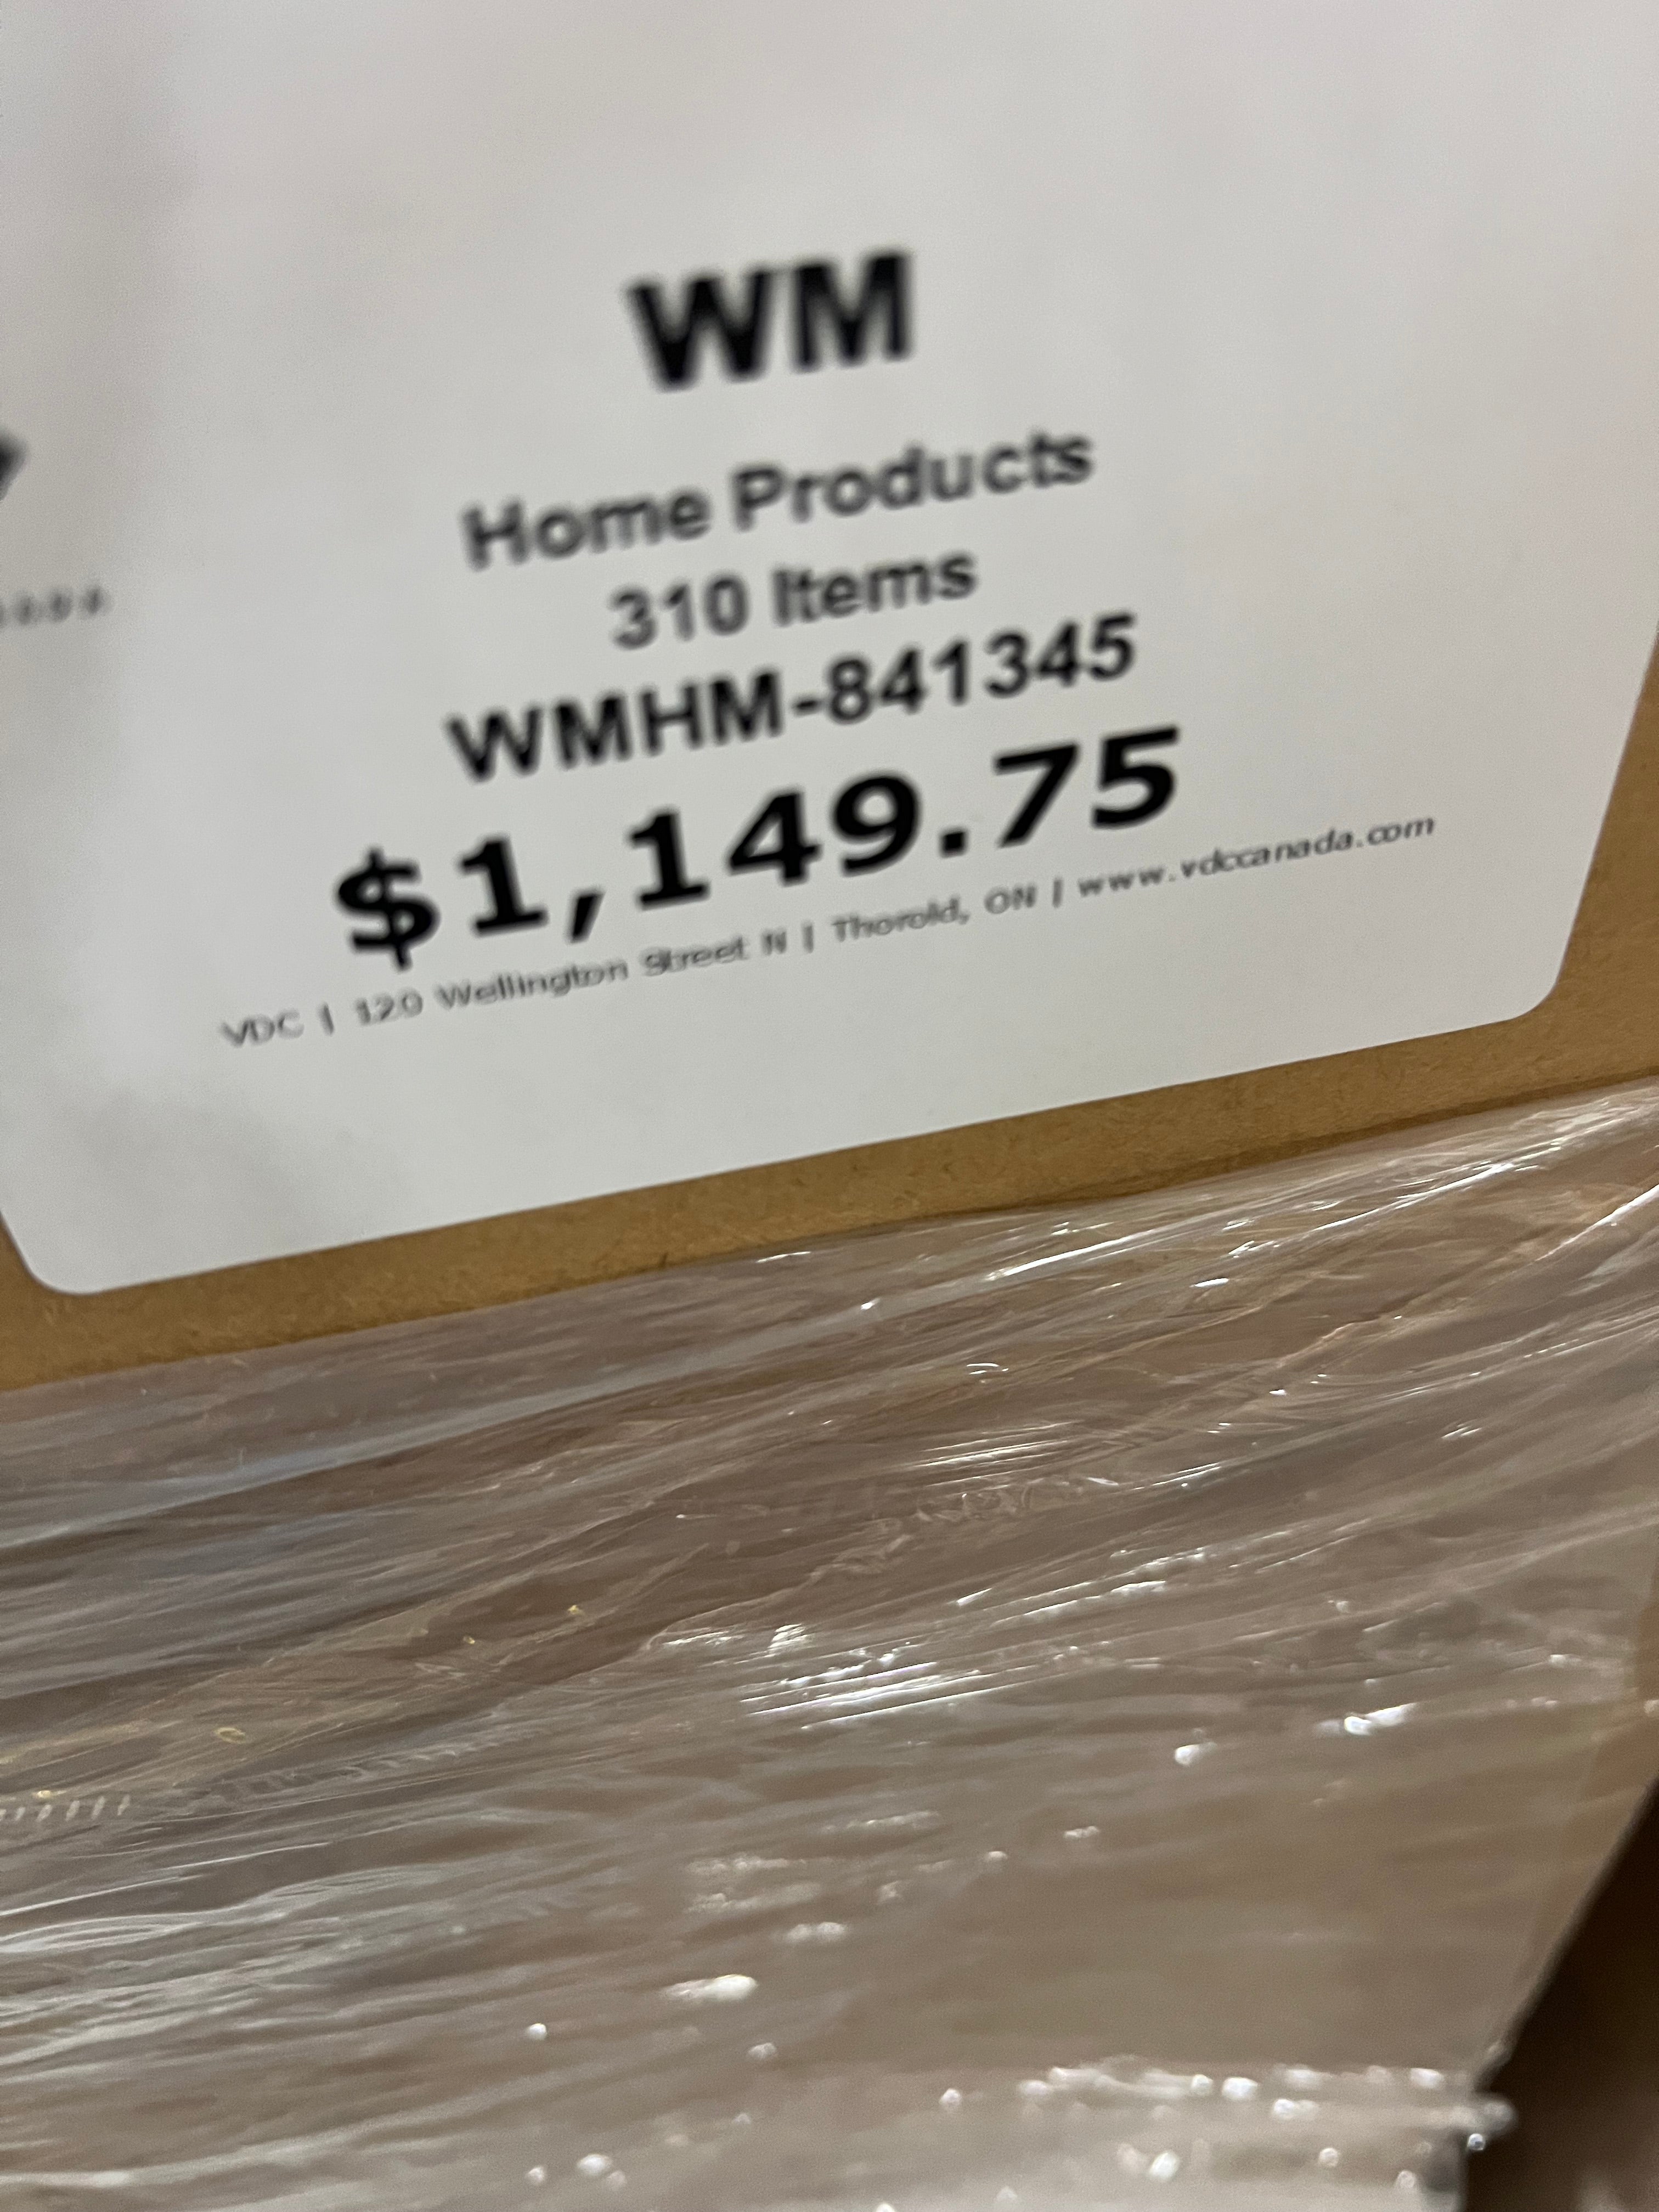 WM
Home Products
310 Items
WMHM-841345
$1,149.75
VDC | 120 Wellington Street N | Thorold, ON | www.vdccanada.com